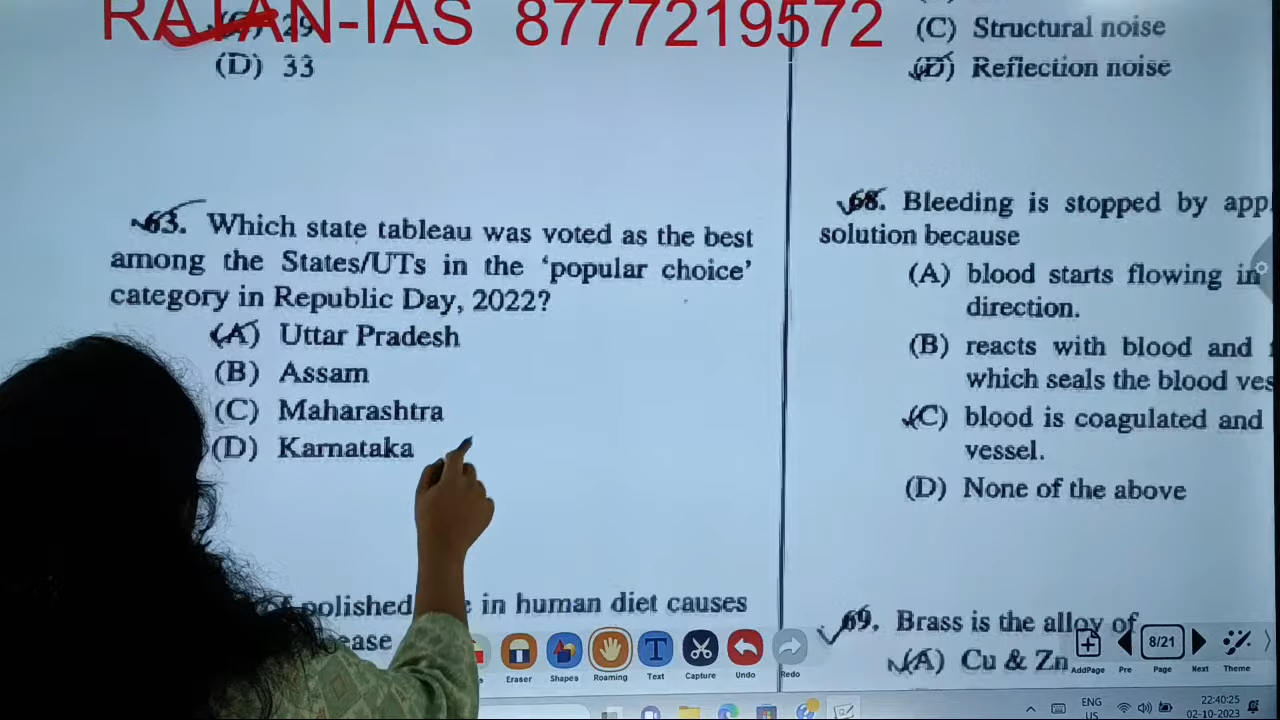 RAJAN-IAS 8777219572
29
(D) 33
63. Which state tableau was voted as the best
among the States/UTs in the ‘popular choice’
category in Republic Day, 2022?
(A) Uttar Pradesh
(B) Assam
(C) Maharashtra
(D) Karnataka
polished
in human diet causes
(C) Structural noise
(D) Reflection noise
68. Bleeding is stopped by app
solution because
(A) blood starts flowing in
direction.
(B) reacts with blood and
which seals the blood ves
(C) blood is coagulated and
vessel.
(D) None of the above
69. Brass is the alloy of
(A) Cu & Zn
Eraser Shapes Roaming Text Capture Undo Redo
AddPage Pre 8/21 Page Next Theme
ENG
US
22:40:25
02-10-2023